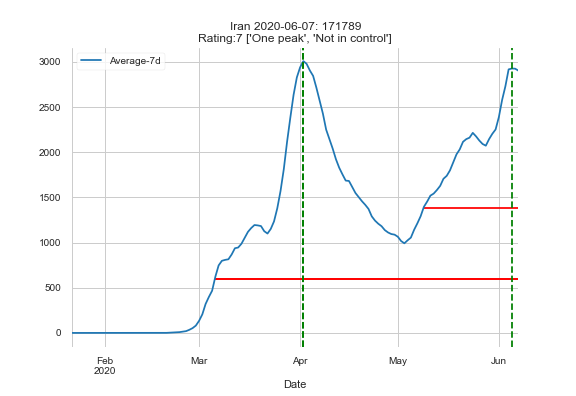 Iran 2020-06-07: 171789
Rating:7 ['One peak', 'Not in control']
Average-7d
3000
2500
2000
1500
1000
500
0
Feb Mar Apr May Jun
2020
Date